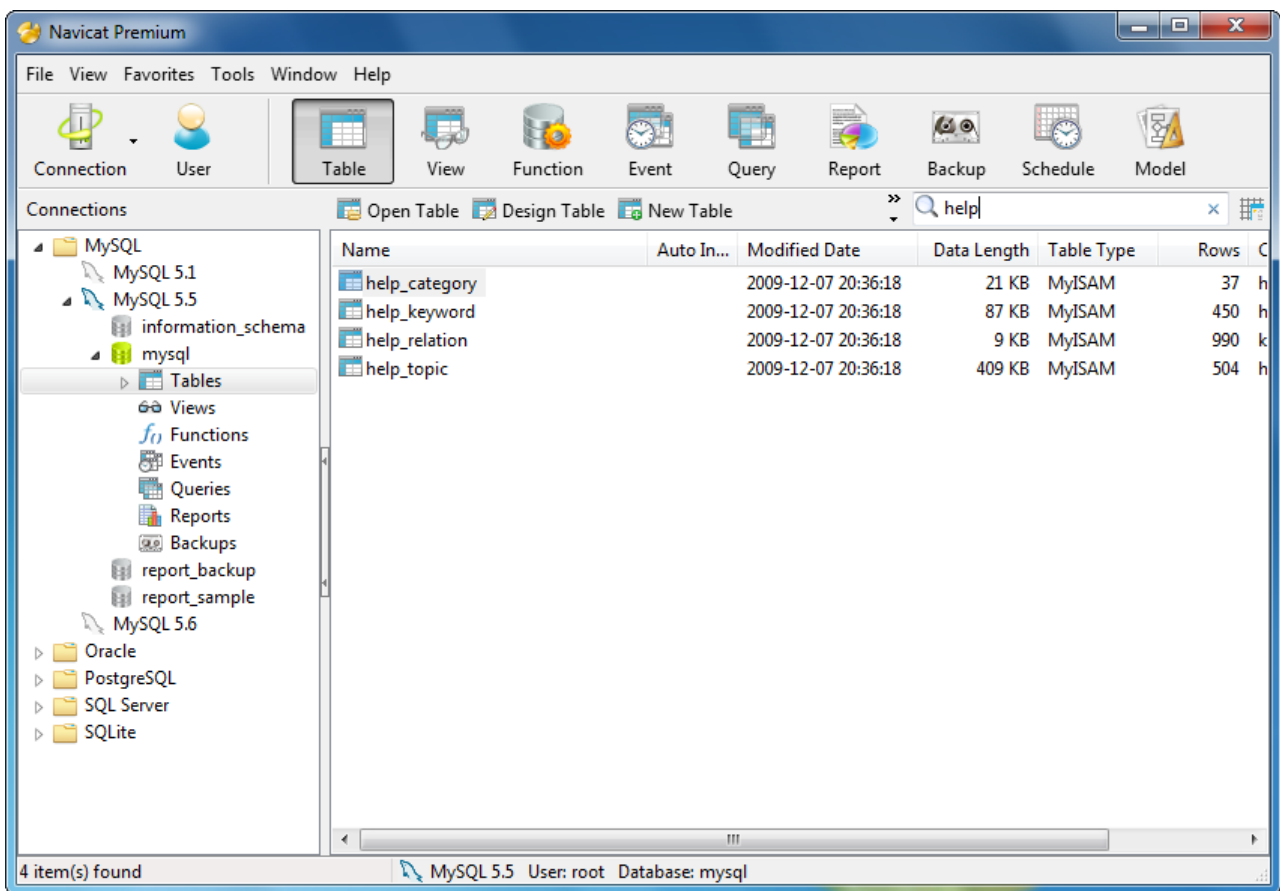 Navicat Premium
File View Favorites Tools Window Help
Connection User Table View Function Event Query Report Backup Schedule Model
Connections
Open Table Design Table New Table » help
MySQL
MySQL 5.1
MySQL 5.5
information_schema
mysql
Tables
Views
Functions
Events
Queries
Reports
Backups
report_backup
report_sample
MySQL 5.6
Oracle
PostgreSQL
SQL Server
SQLite
Name Auto In... Modified Date Data Length Table Type Rows C
help_category 2009-12-07 20:36:18 21 KB MyISAM 37 h
help_keyword 2009-12-07 20:36:18 87 KB MyISAM 450 h
help_relation 2009-12-07 20:36:18 9 KB MyISAM 990 k
help_topic 2009-12-07 20:36:18 409 KB MyISAM 504 h
4 item(s) found MySQL 5.5 User: root Database: mysql